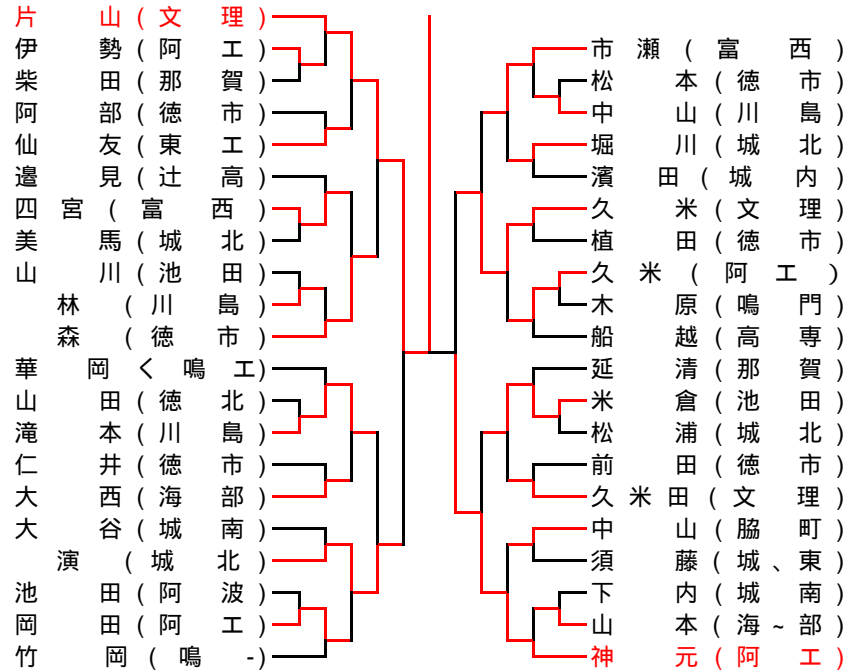 片山(文理)
伊勢(阿工)
柴田(那賀)
阿部(徳市)
仙友(東工)
邉見(辻高)
四宮(富西)
美馬(城北)
山川(池田)
林(川島)
森(徳市)
華岡く鳴工)
山田(徳北)
滝本(川島)
仁井(徳市)
大西(海部)
大谷(城南)
演(城北)
池田(阿波)
岡田(阿工)
竹岡(鳴-)
市瀬(富西)
松本(徳市)
中山(川島)
堀川(城北)
濱田(城内)
久米(文理)
植田(徳市)
久米(阿工)
木原(鳴門)
船越(高専)
延清(那賀)
米倉(池田)
松浦(城北)
前田(徳市)
久米田(文理)
中山(脇町)
須藤(城、東)
下内(城南)
山本(海~部)
神元(阿工)